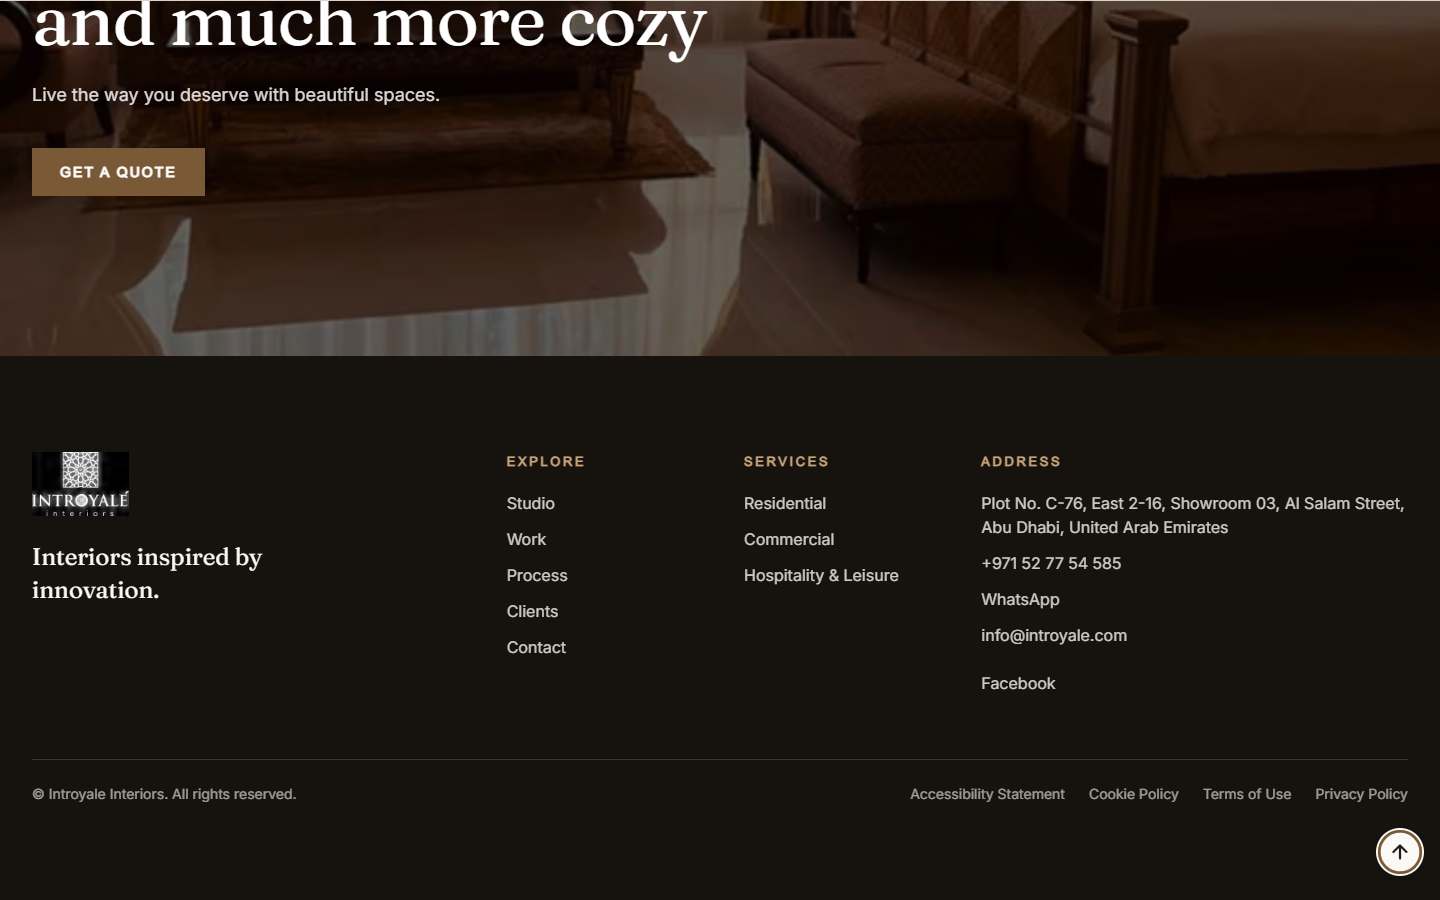 and much more cozy
Live the way you deserve with beautiful spaces.
GET A QUOTE
INTROYALÉ
interiors
Interiors inspired by
innovation.
EXPLORE
Studio
Work
Process
Clients
Contact
SERVICES
Residential
Commercial
Hospitality & Leisure
ADDRESS
Plot No. C-76, East 2-16, Showroom 03, Al Salam Street,
Abu Dhabi, United Arab Emirates
+971 52 77 54 585
WhatsApp
info@introyale.com
Facebook
© Introyale Interiors. All rights reserved.
Accessibility Statement
Cookie Policy
Terms of Use
Privacy Policy